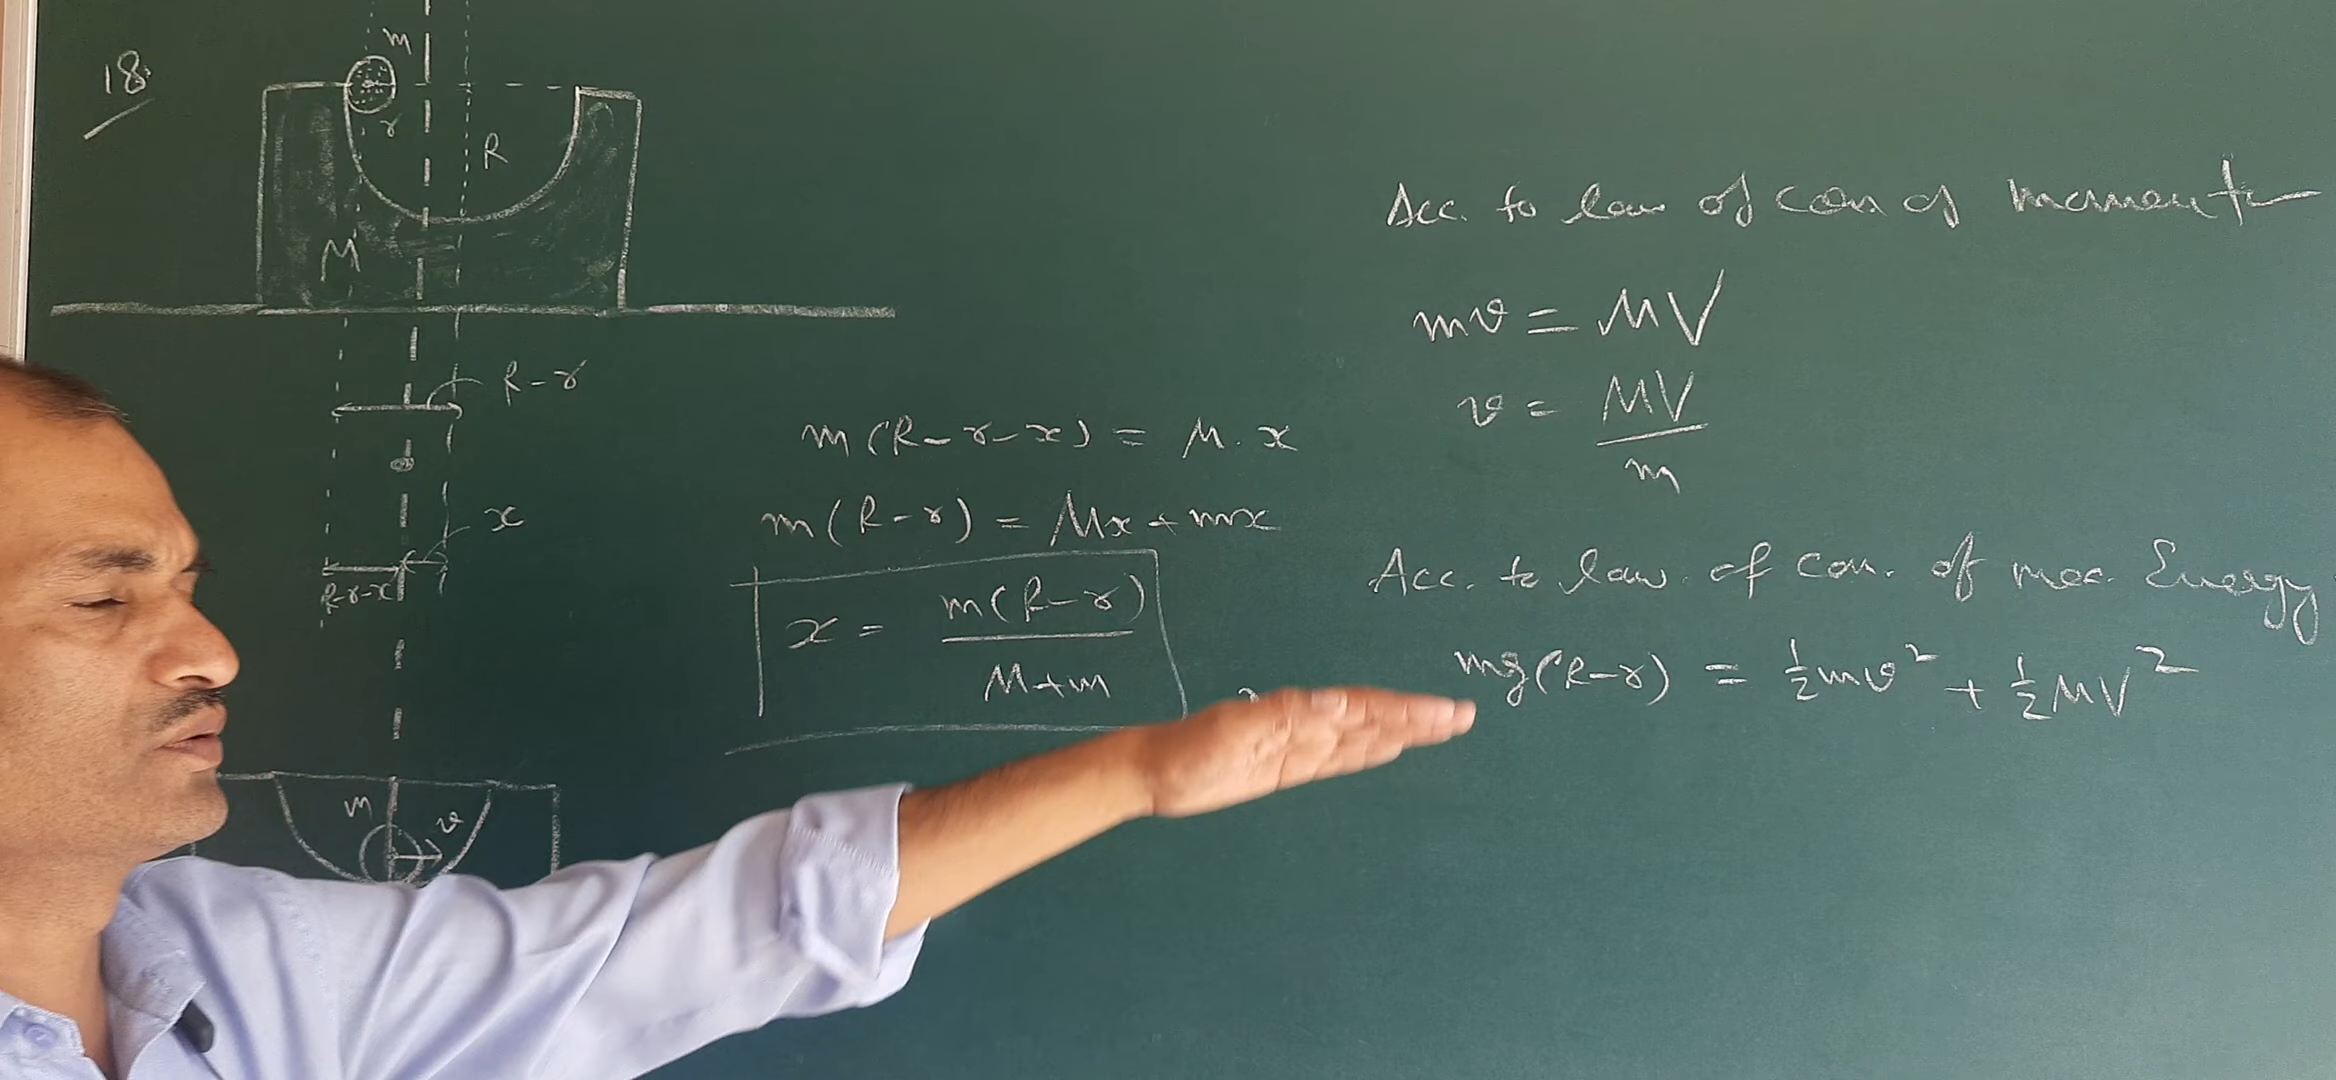 18.
m
r
R
M
R-r
x
R-r-x
m
v
m(R-r-x) = M.x
m(R-r) = Mx+mx
x = m(R-r) / M+m
Acc. to law of con of
mv = MV
v = MV / m
Acc. to law. of con. of mec. Energy
mg(R-r) = ½mv² + ½MV²